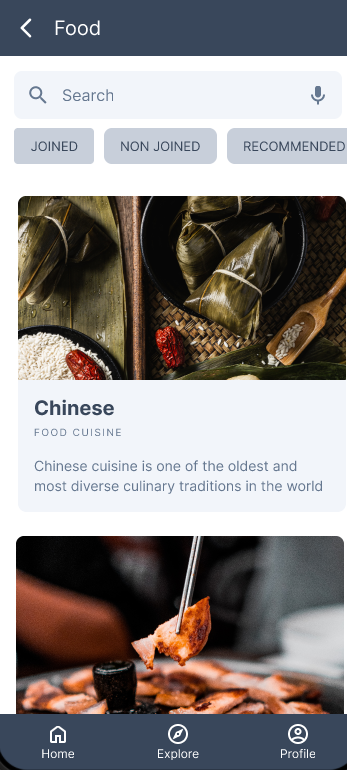 Food
Search
JOINED
NON JOINED
RECOMMENDED
Chinese
FOOD CUISINE
Chinese cuisine is one of the oldest and
most diverse culinary traditions in the world
Home
Explore
Profile